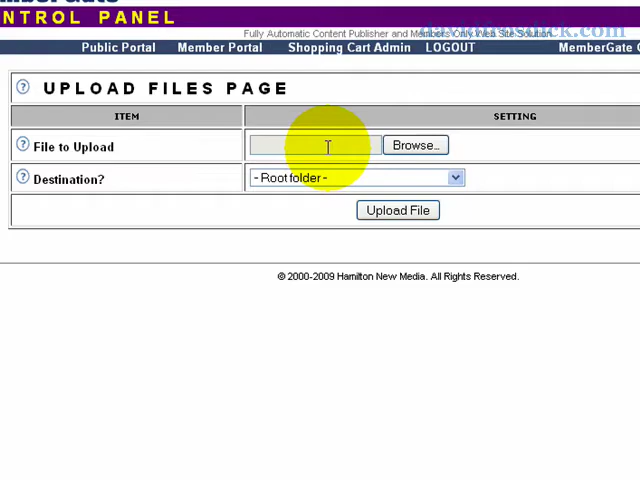 NTROL PANEL
Fully Automatic Content Publisher and Members Only Web Site Solution
Public Portal Member Portal Shopping Cart Admin LOGOUT MemberGate
UPLOAD FILES PAGE
ITEM SETTING
File to Upload Browse...
Destination? - Root folder -
Upload File
© 2000-2009 Hamilton New Media. All Rights Reserved.